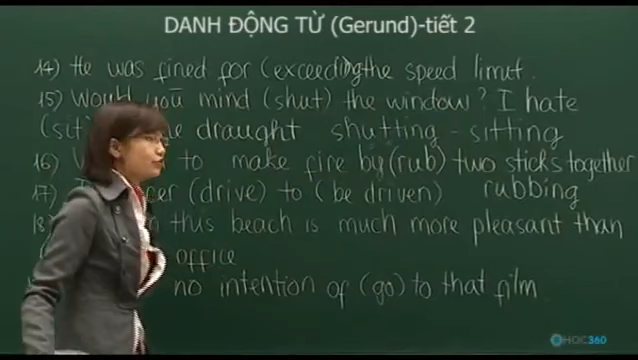 DANH ĐỘNG TỪ (Gerund)-tiết 2
14) He was fined for (exceeding) the speed limit.
15) Would you mind (shut) the window? I hate
(sit) draught shutting - sitting
16) to make fire by (rub) two sticks together
17) (drive) to (be driven) rubbing
18) this beach is much more pleasant than
office
no intention of (go) to that film
HOC360